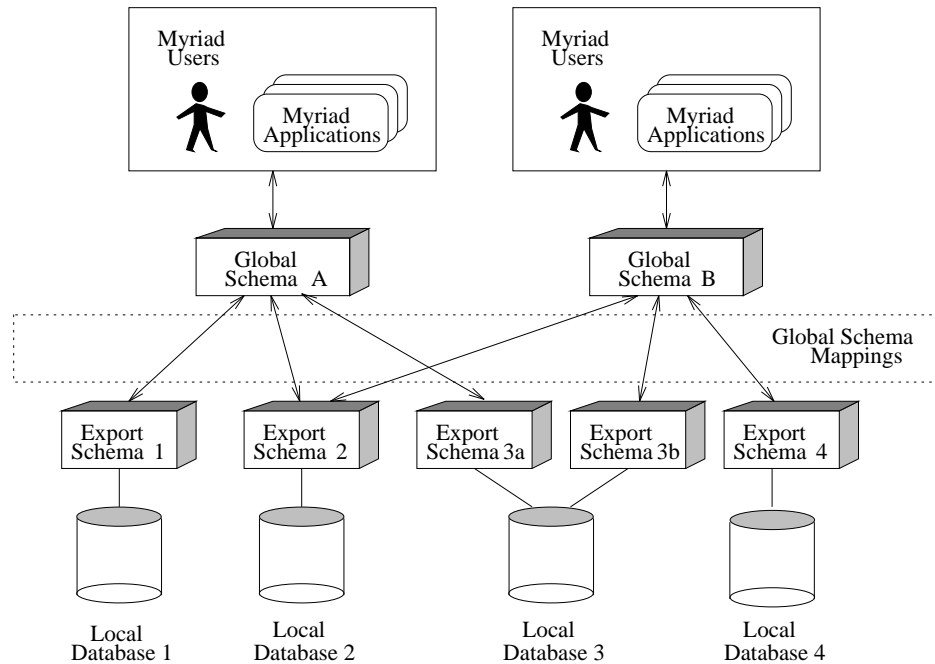 Myriad
Users
Myriad
Applications
Myriad
Users
Myriad
Applications
Global
Schema A
Global
Schema B
Global Schema
Mappings
Export
Schema 1
Export
Schema 2
Export
Schema 3a
Export
Schema 3b
Export
Schema 4
Local
Database 1
Local
Database 2
Local
Database 3
Local
Database 4